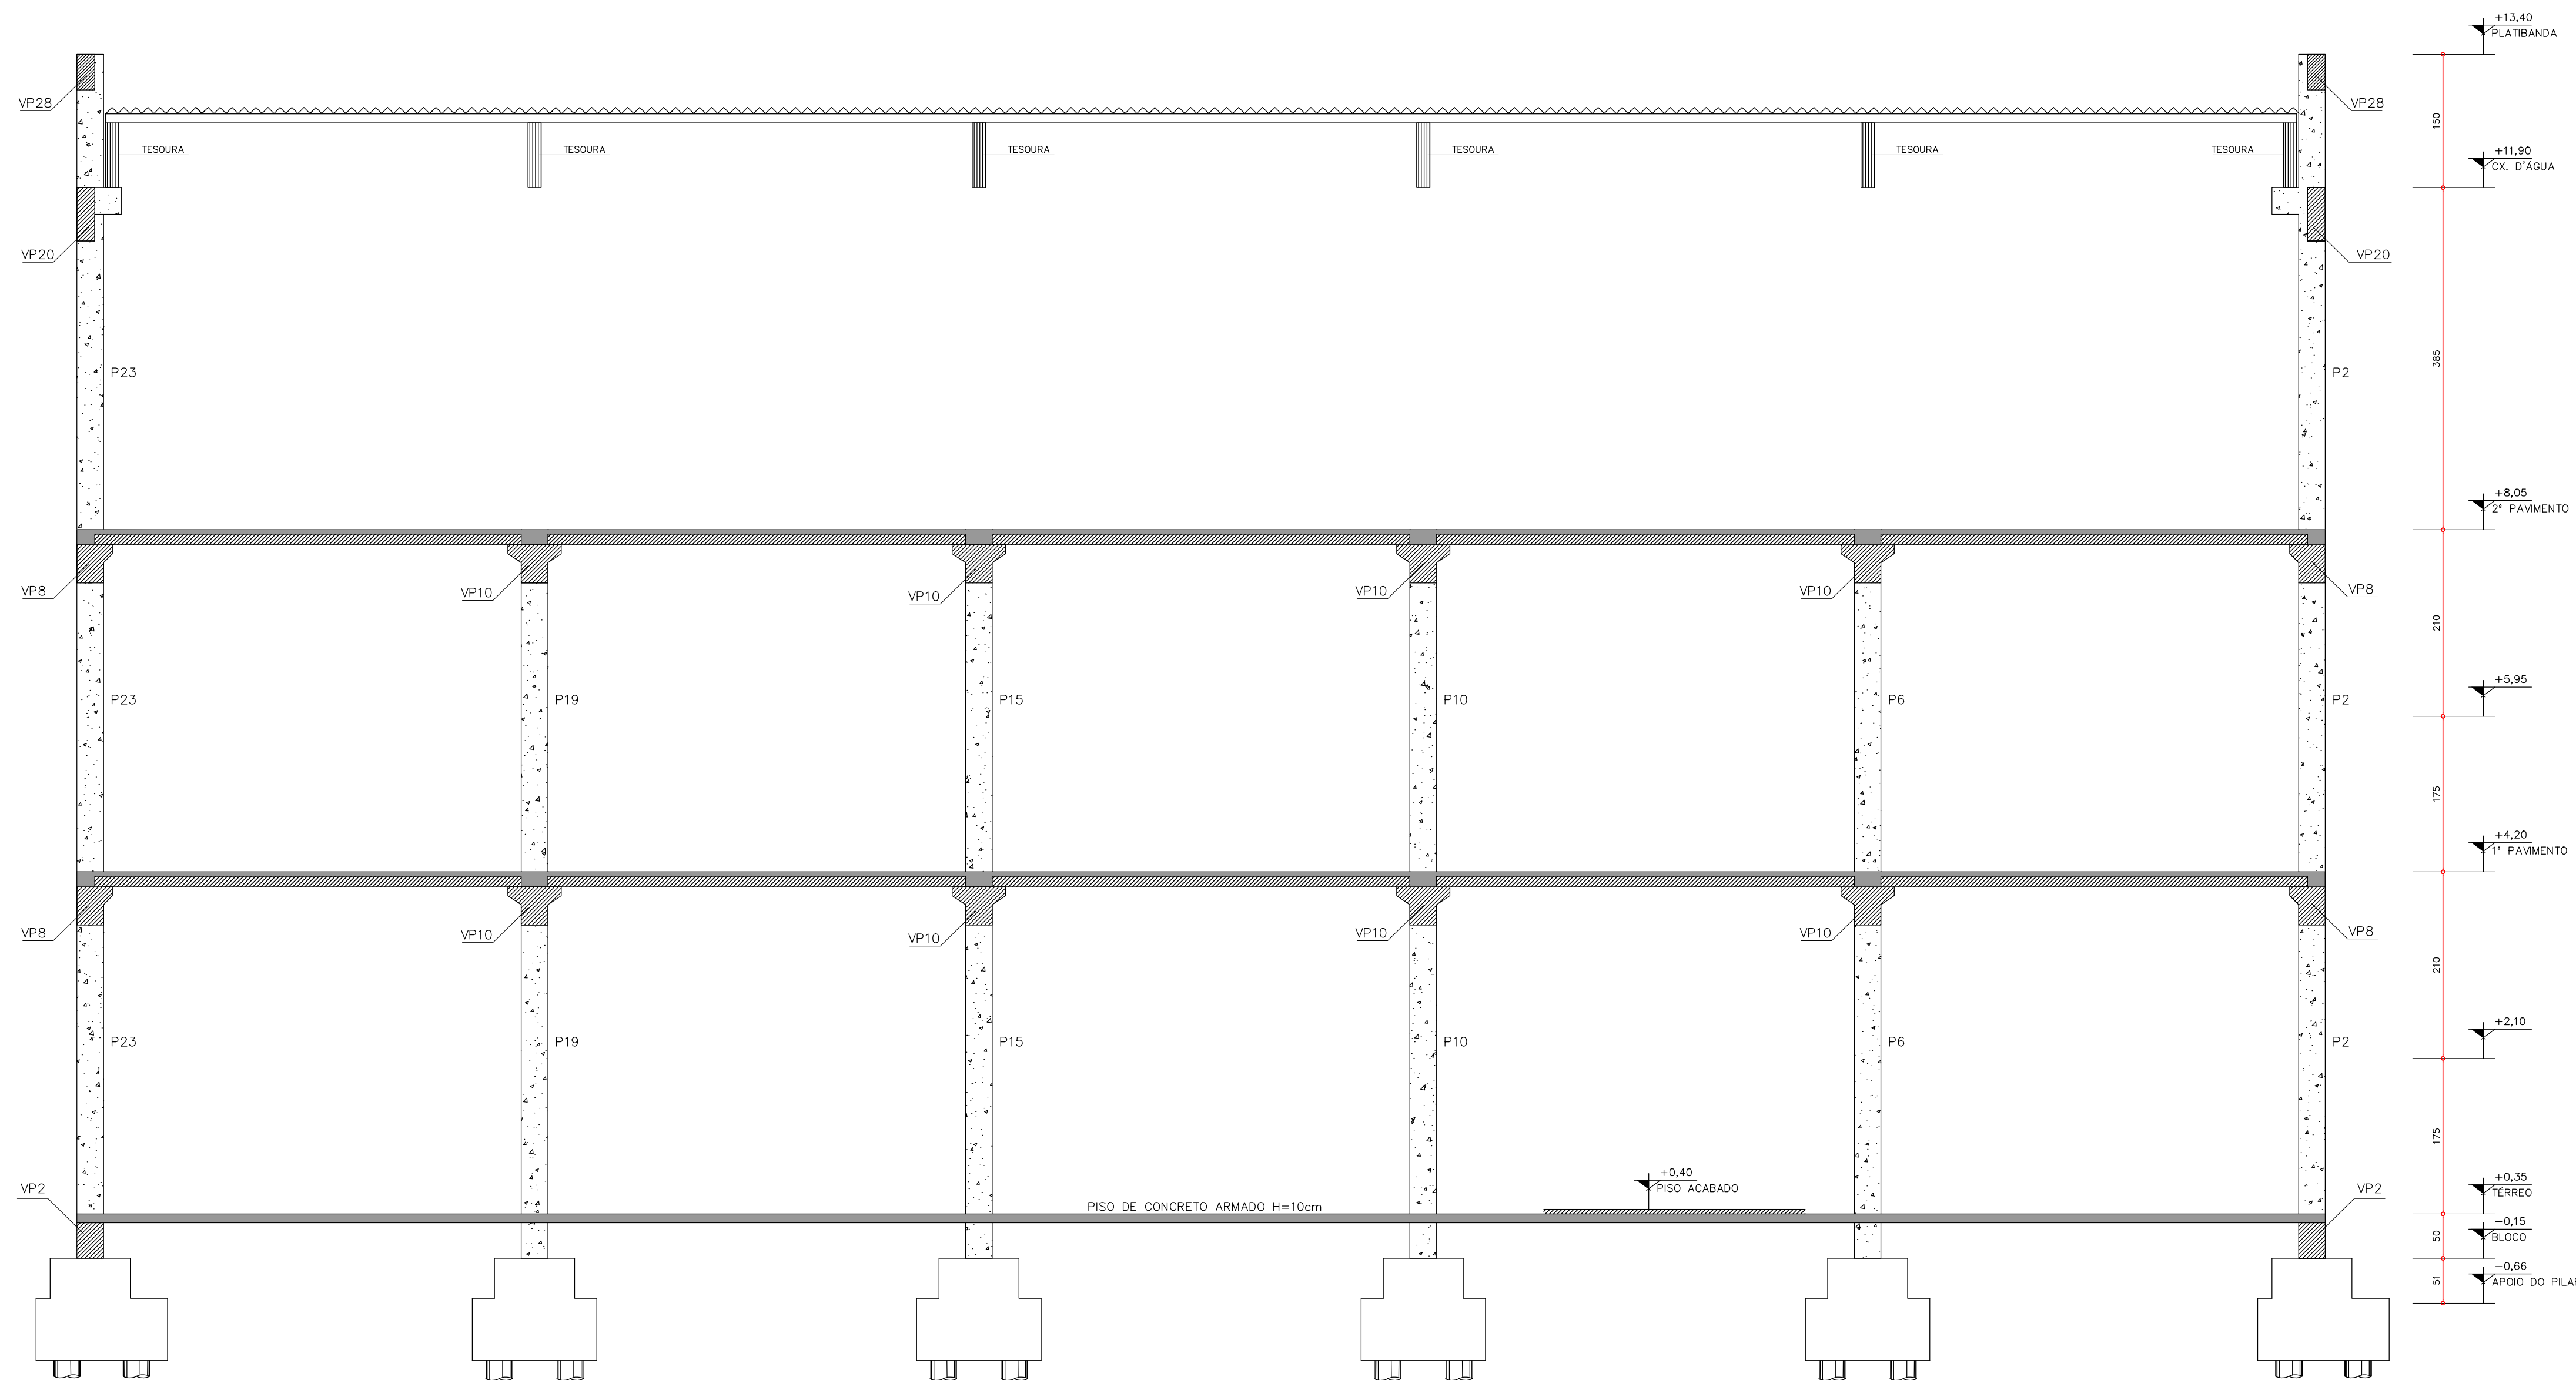 +13,40
PLATIBANDA
VP28
VP28
150
TESOURA
TESOURA
TESOURA
TESOURA
TESOURA
TESOURA
+11,90
CX. D'ÁGUA
VP20
VP20
385
P23
P2
+8,05
2° PAVIMENTO
VP8
VP10
VP10
VP10
VP10
VP8
210
+5,95
P23
P19
P15
P10
P6
P2
175
+4,20
1° PAVIMENTO
VP8
VP10
VP10
VP10
VP10
VP8
210
+2,10
P23
P19
P15
P10
P6
P2
175
+0,40
PISO ACABADO
+0,35
TÉRREO
VP2
VP2
PISO DE CONCRETO ARMADO H=10cm
-0,15
BLOCO
50
-0,66
APOIO DO PILA
51